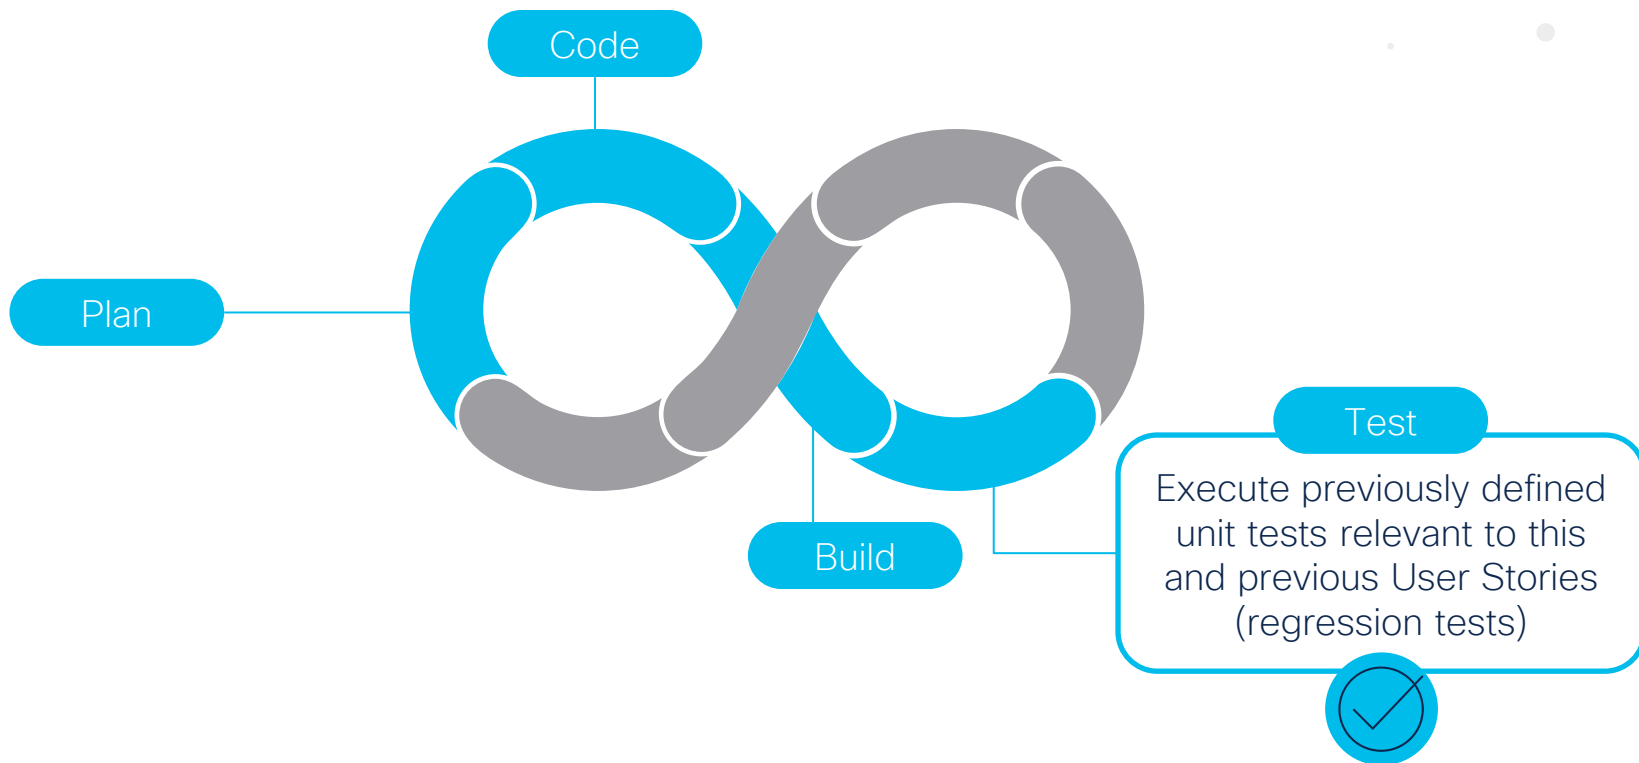 Code
Plan
Test
Execute previously defined
unit tests relevant to this
and previous User Stories
(regression tests)
Build